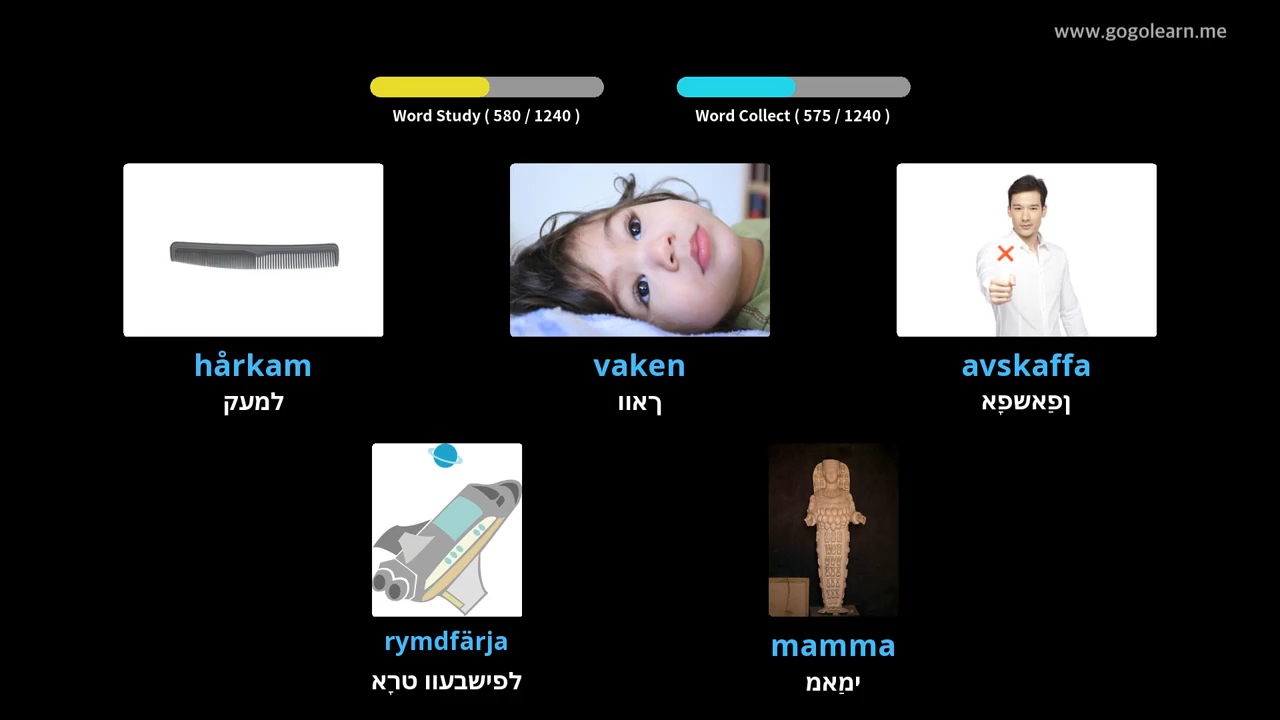 www.gogolearn.me
Word Study ( 580 / 1240 )
Word Collect ( 575 / 1240 )
hårkam
למעק
vaken
ךאוו
avskaffa
ןפַאשפָא
rymdfärja
לפישבעוו טרָא
mamma
ימַאמ